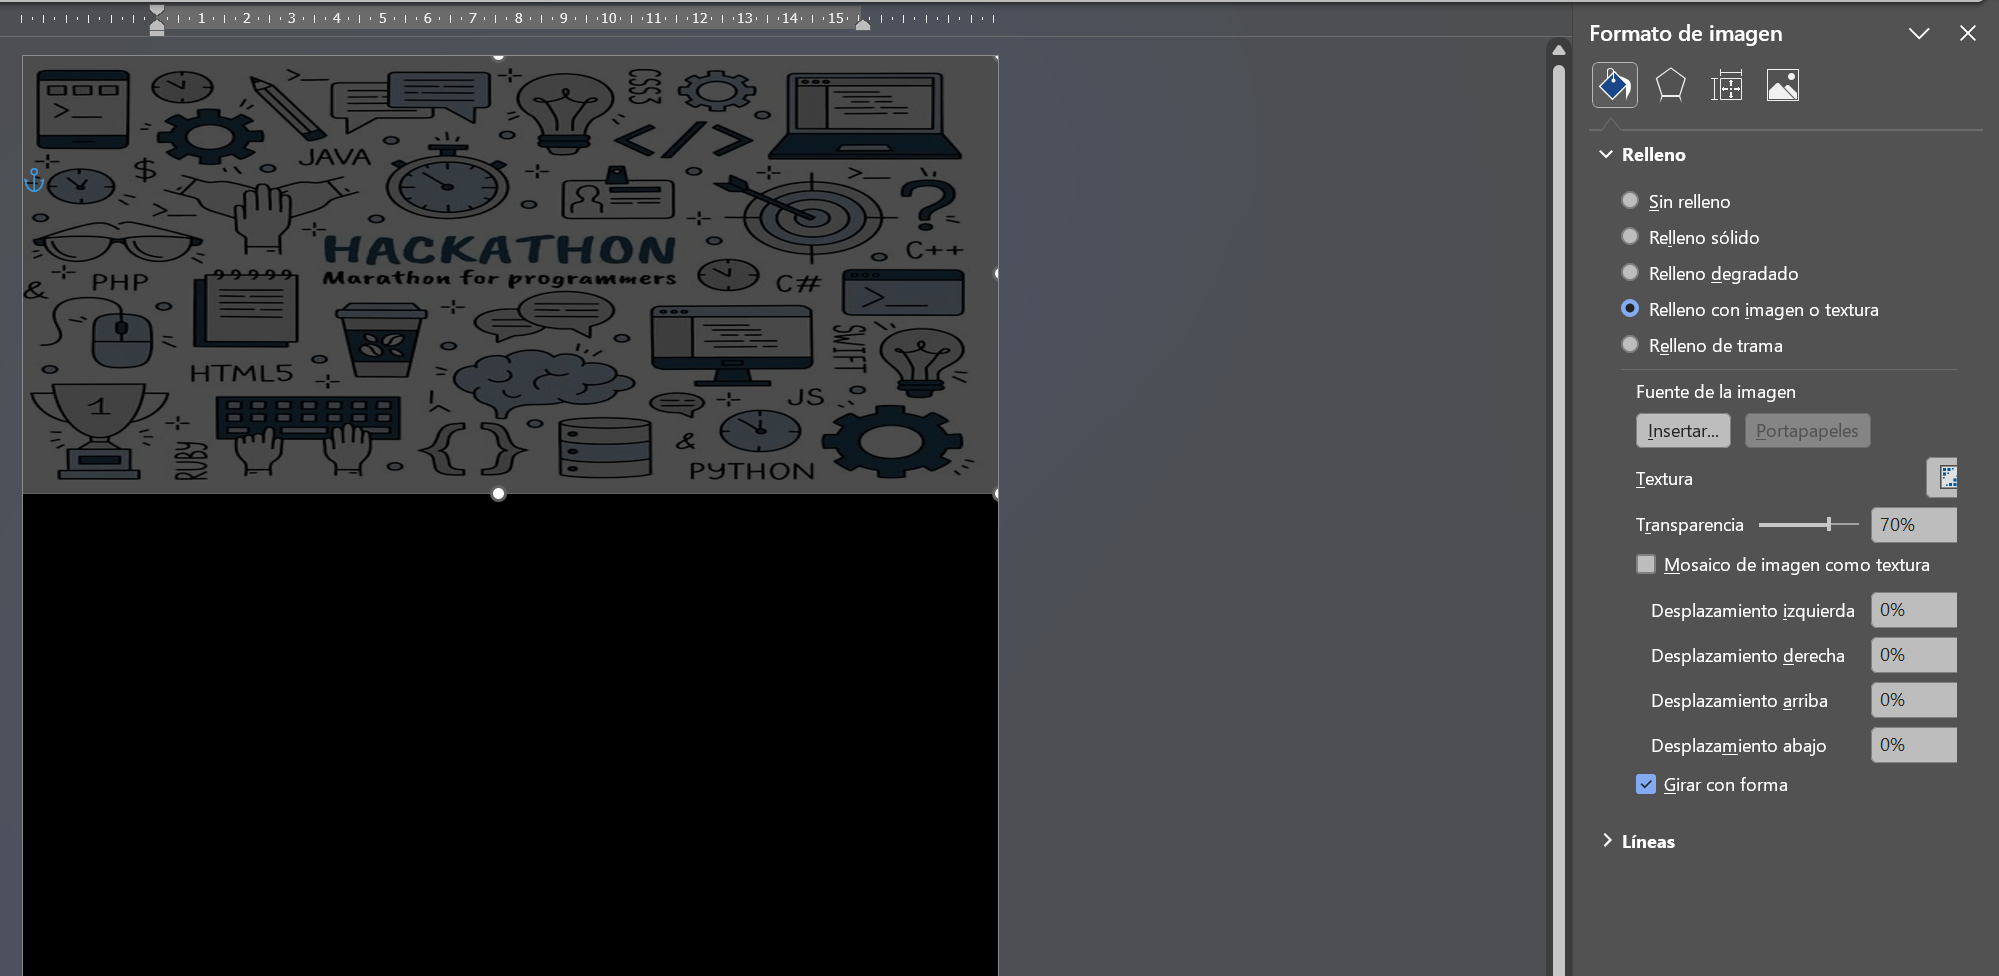 1 2 3 4 5 6 7 8 9 10 11 12 13 14 15
CSS
>_
</>
JAVA
$
>_
>_
?
HACKATHON
Marathon for programmers
C++
PHP
&
C#
>_
SWIFT
HTML5
1
JS
RUBY
{ }
&
PYTHON
Formato de imagen
Relleno
Sin relleno
Relleno sólido
Relleno degradado
Relleno con imagen o textura
Relleno de trama
Fuente de la imagen
Insertar... Portapapeles
Textura
Transparencia 70%
Mosaico de imagen como textura
Desplazamiento izquierda 0%
Desplazamiento derecha 0%
Desplazamiento arriba 0%
Desplazamiento abajo 0%
Girar con forma
Líneas